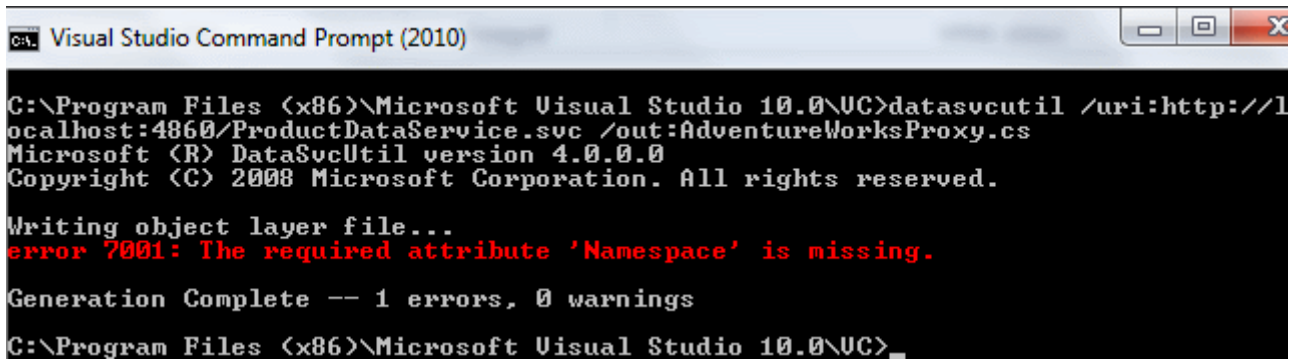 Visual Studio Command Prompt (2010)
C:\Program Files (x86)\Microsoft Visual Studio 10.0\VC>datasvcutil /uri:http://l
ocalhost:4860/ProductDataService.svc /out:AdventureWorksProxy.cs
Microsoft (R) DataSvcUtil version 4.0.0.0
Copyright (C) 2008 Microsoft Corporation. All rights reserved.
Writing object layer file...
error 7001: The required attribute 'Namespace' is missing.
Generation Complete -- 1 errors, 0 warnings
C:\Program Files (x86)\Microsoft Visual Studio 10.0\VC>_